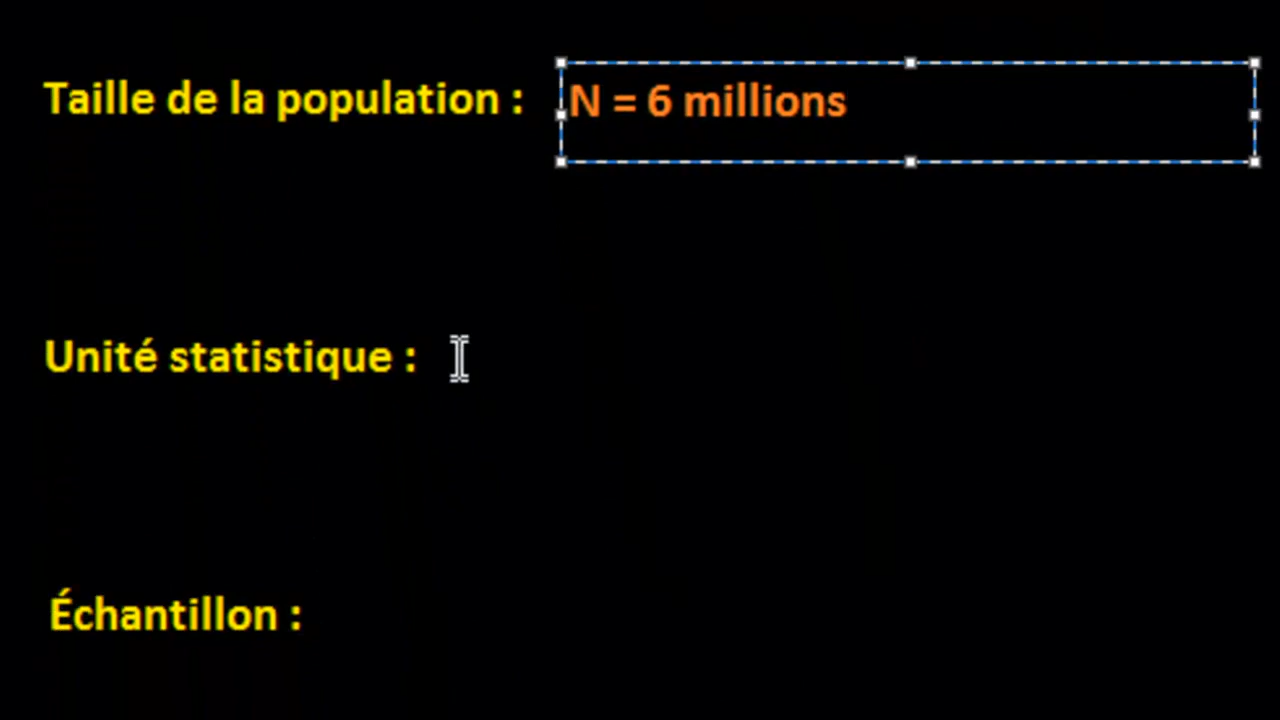 Taille de la population : N = 6 millions
Unité statistique :
Échantillon :